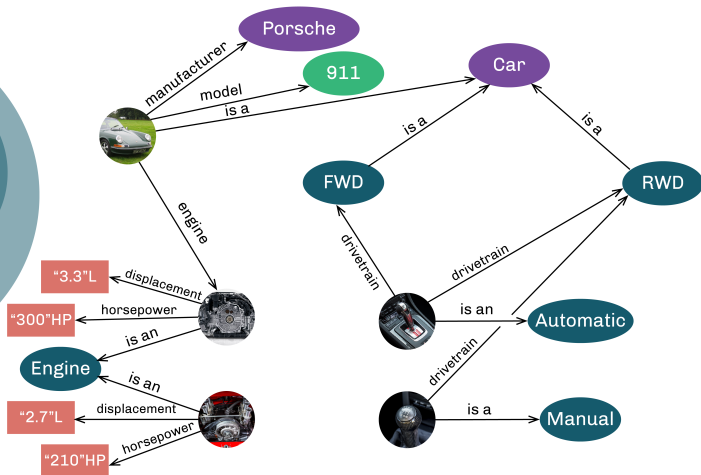 Porsche
manufacturer
911
model
Car
is a
is a
is a
FWD
RWD
engine
drivetrain
drivetrain
“3.3”L
displacement
“300”HP
horsepower
is an
Automatic
is an
Engine
is an
drivetrain
“2.7”L
displacement
is a
Manual
“210”HP
horsepower